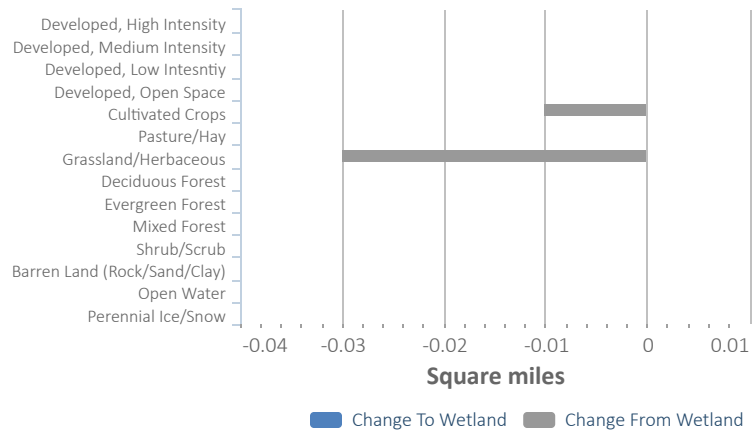 Developed, High Intensity
Developed, Medium Intensity
Developed, Low Intesntiy
Developed, Open Space
Cultivated Crops
Pasture/Hay
Grassland/Herbaceous
Deciduous Forest
Evergreen Forest
Mixed Forest
Shrub/Scrub
Barren Land (Rock/Sand/Clay)
Open Water
Perennial Ice/Snow
-0.04 -0.03 -0.02 -0.01 0 0.01
Square miles
Change To Wetland Change From Wetland